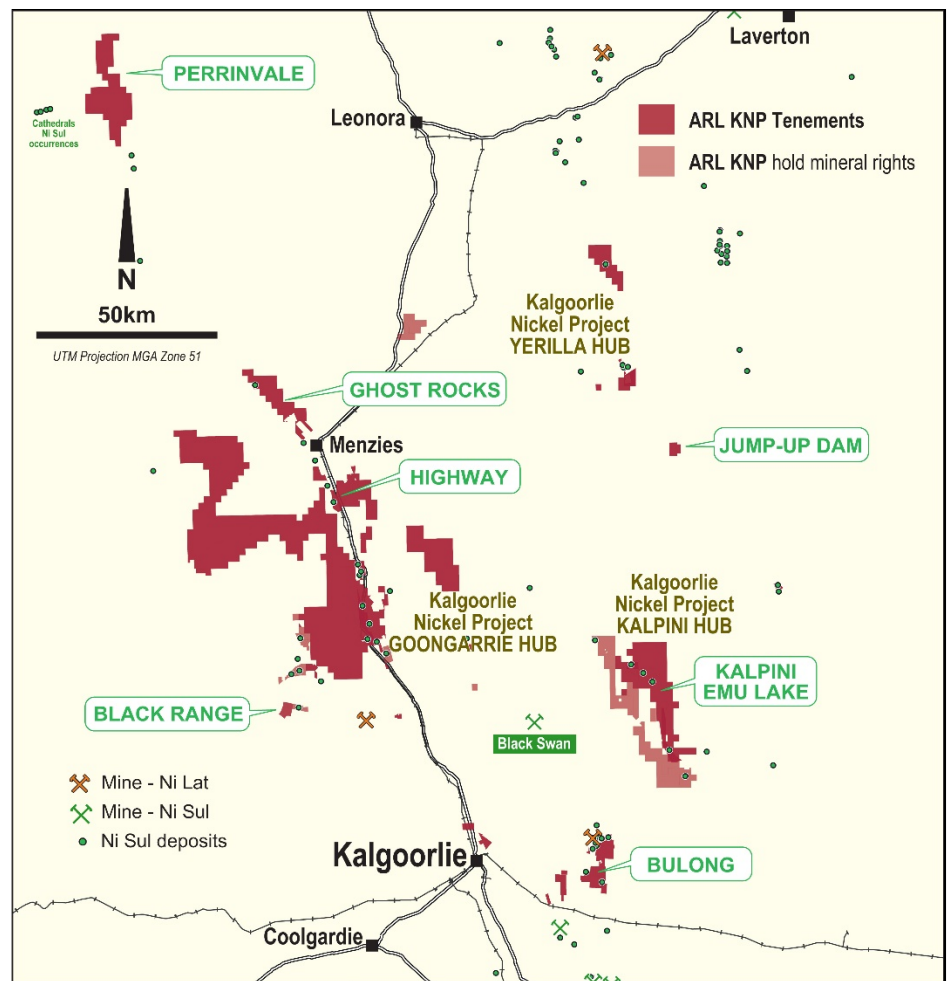 Laverton
PERRINVALE
Cathedrals
Ni Sul
occurrences
Leonora
ARL KNP Tenements
ARL KNP hold mineral rights
N
50km
UTM Projection MGA Zone 51
Kalgoorlie
Nickel Project
YERILLA HUB
GHOST ROCKS
Menzies
JUMP-UP DAM
HIGHWAY
Kalgoorlie
Nickel Project
GOONGARRIE HUB
Kalgoorlie
Nickel Project
KALPINI HUB
KALPINI
EMU LAKE
BLACK RANGE
Black Swan
Mine - Ni Lat
Mine - Ni Sul
Ni Sul deposits
Kalgoorlie
BULONG
Coolgardie